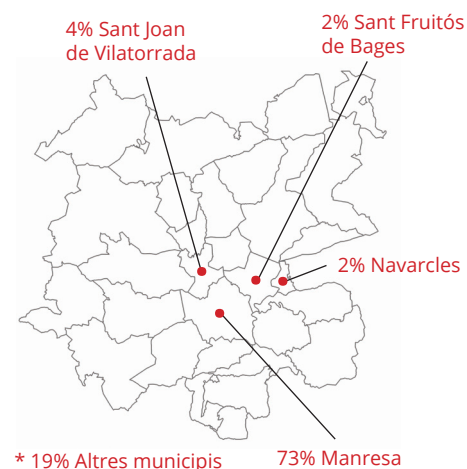 4% Sant Joan
de Vilatorrada
2% Sant Fruitós
de Bages
2% Navarcles
* 19% Altres municipis
73% Manresa